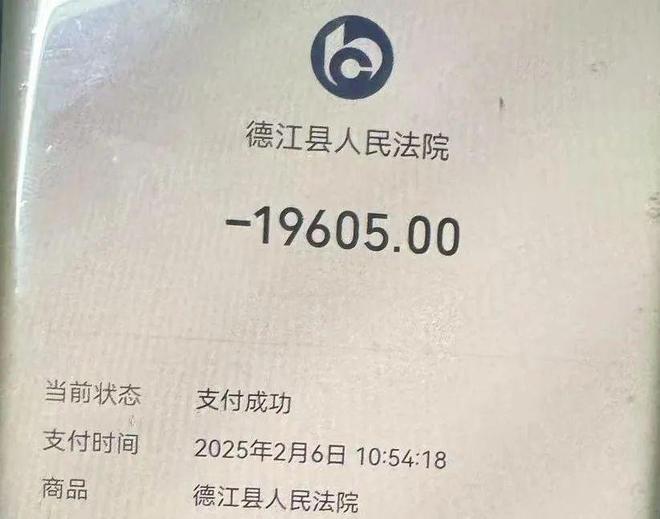 德江县人民法院
-19605.00
当前状态 支付成功
支付时间 2025年2月6日 10:54:18
商品 德江县人民法院